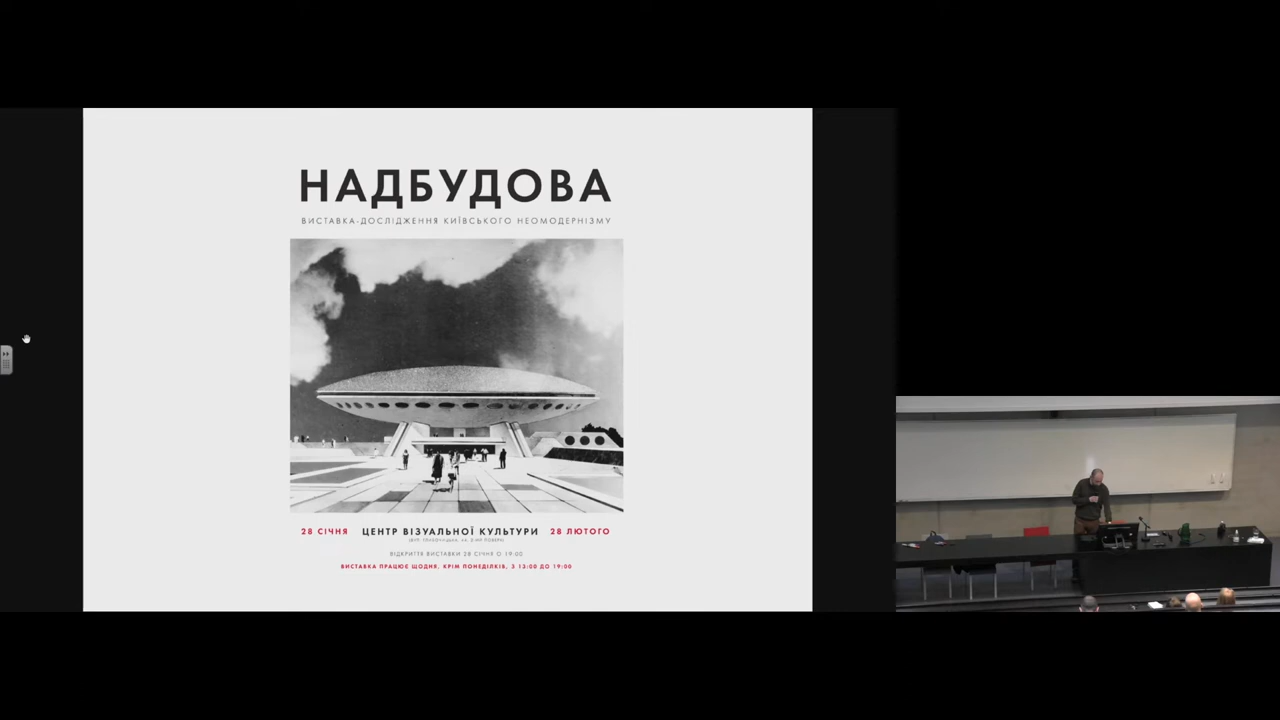 НАДБУДОВА
ВИСТАВКА-ДОСЛІДЖЕННЯ КИЇВСЬКОГО НЕОМОДЕРНІЗМУ
28 СІЧНЯ ЦЕНТР ВІЗУАЛЬНОЇ КУЛЬТУРИ 28 ЛЮТОГО
ВІДКРИТТЯ ВИСТАВКИ 28 СІЧНЯ О 19:00
ВИСТАВКА ПРАЦЮЄ ЩОДНЯ, КРІМ ПОНЕДІЛКІВ, З 13:00 ДО 19:00